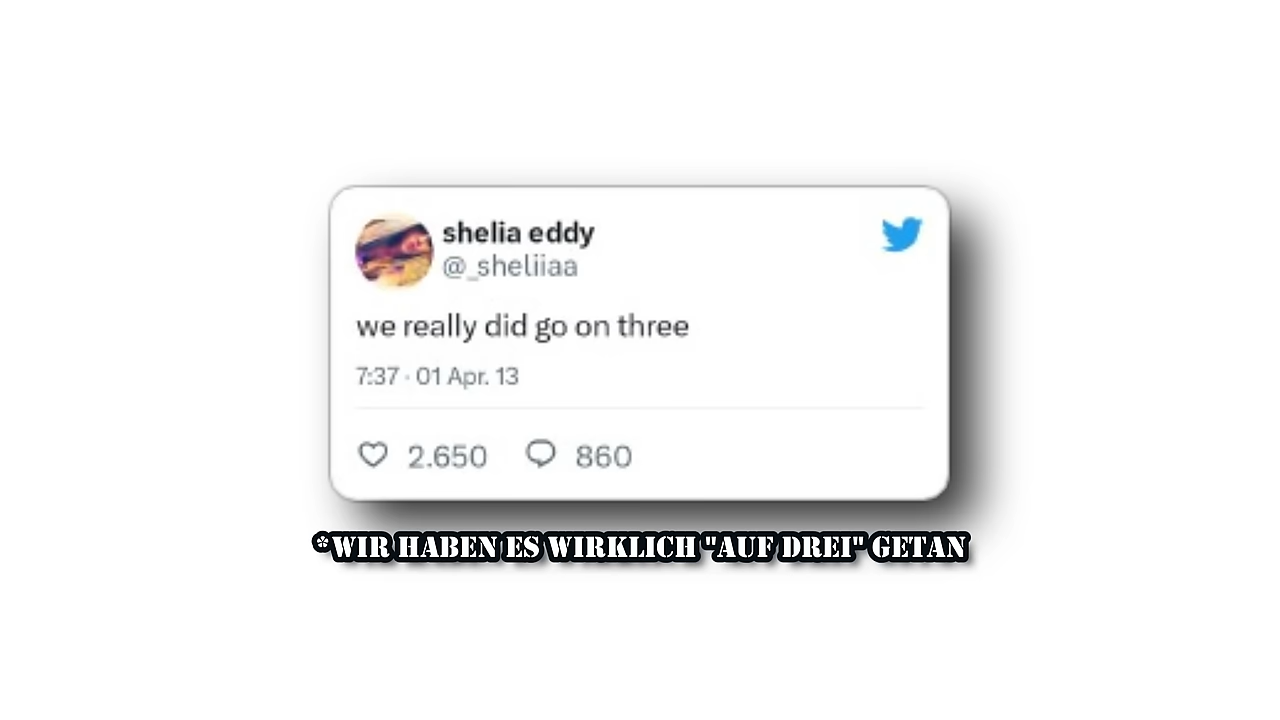 shelia eddy
@_sheliiaa
we really did go on three
7:37 · 01 Apr. 13
2.650 860
*WIR HABEN ES WIRKLICH "AUF DREI" GETAN